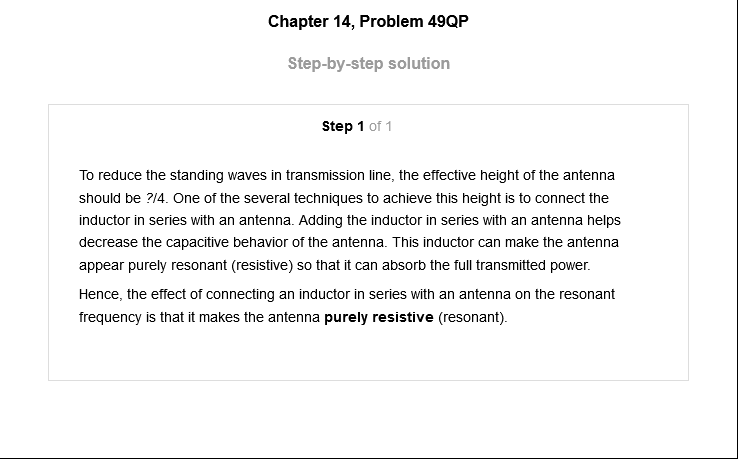 Chapter 14, Problem 49QP
Step-by-step solution
Step 1 of 1
To reduce the standing waves in transmission line, the effective height of the antenna
should be ?/4. One of the several techniques to achieve this height is to connect the
inductor in series with an antenna. Adding the inductor in series with an antenna helps
decrease the capacitive behavior of the antenna. This inductor can make the antenna
appear purely resonant (resistive) so that it can absorb the full transmitted power.
Hence, the effect of connecting an inductor in series with an antenna on the resonant
frequency is that it makes the antenna purely resistive (resonant).